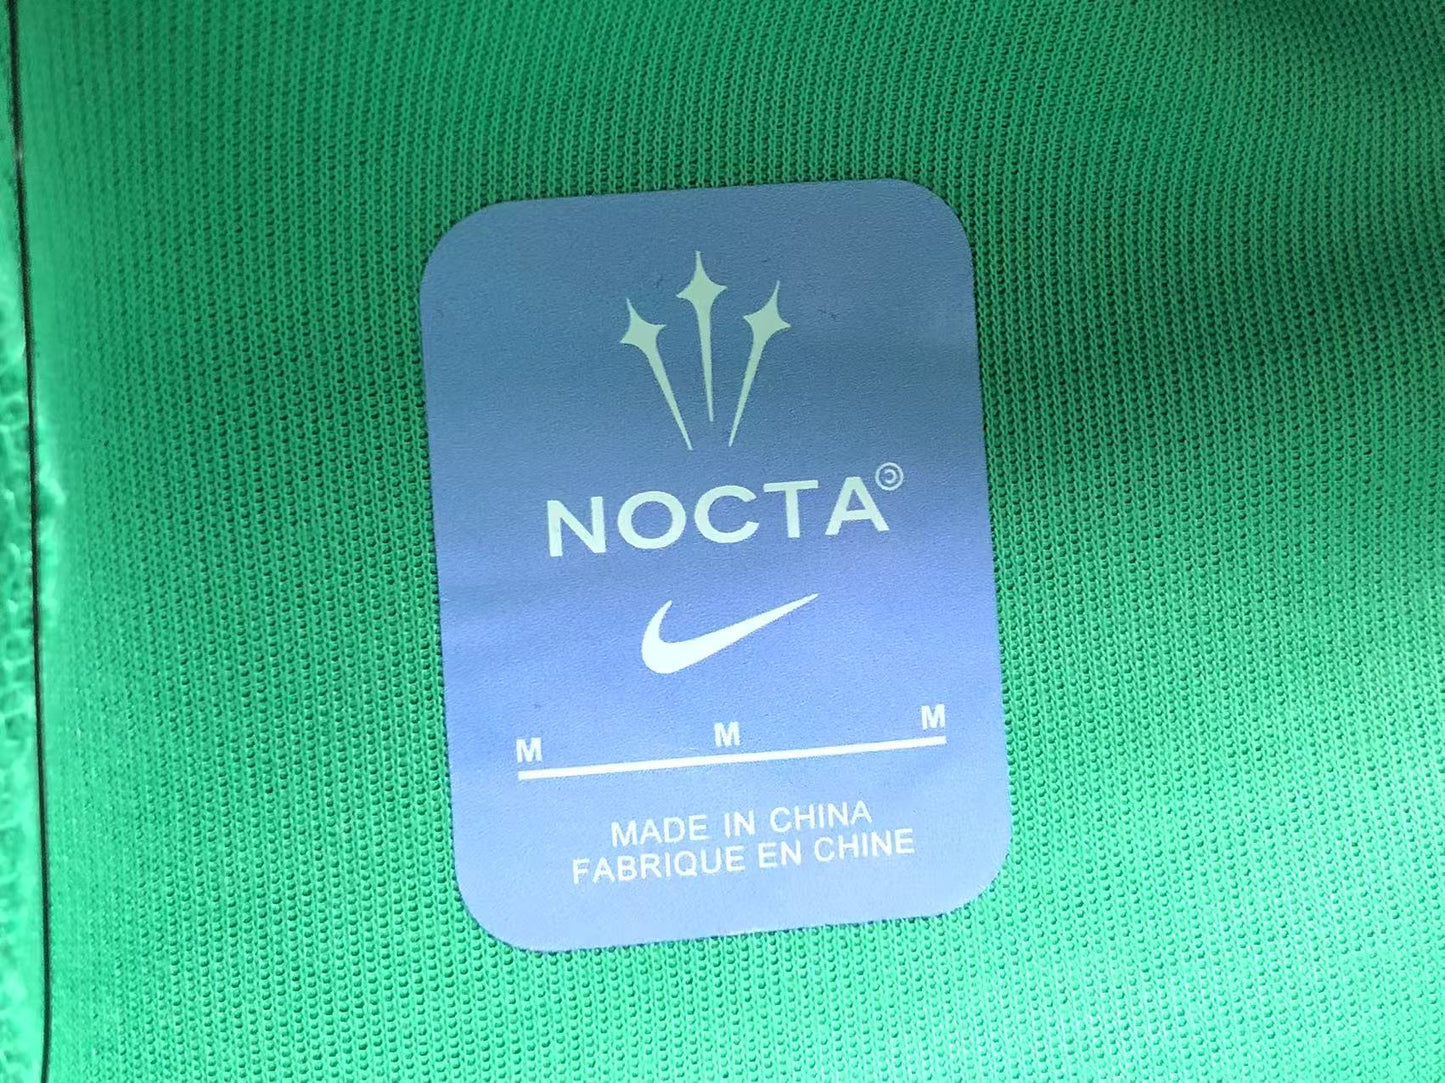 NOCTA©
M M M
MADE IN CHINA
FABRIQUE EN CHINE